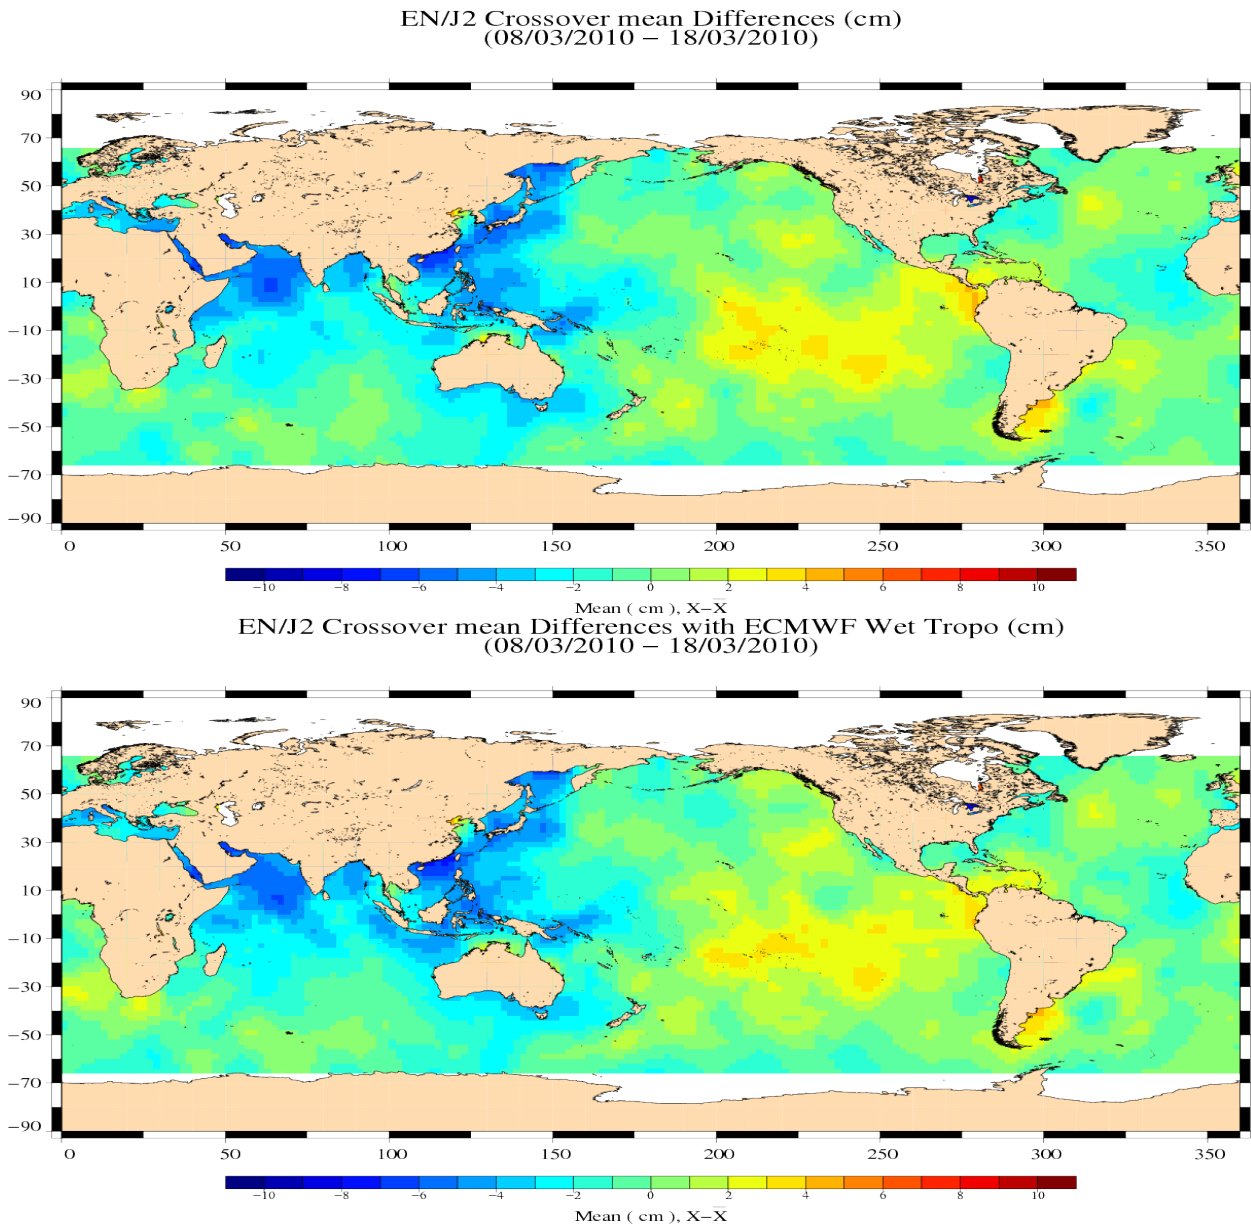 EN/J2 Crossover mean Differences (cm)
(08/03/2010 − 18/03/2010)
90
70
50
30
10
−10
−30
−50
−70
−90
0 50 100 150 200 250 300 350
−10 −8 −6 −4 −2 0 2 4 6 8 10
Mean ( cm ), X−X̅
EN/J2 Crossover mean Differences with ECMWF Wet Tropo (cm)
(08/03/2010 − 18/03/2010)
90
70
50
30
10
−10
−30
−50
−70
−90
0 50 100 150 200 250 300 350
−10 −8 −6 −4 −2 0 2 4 6 8 10
Mean ( cm ), X−X̅